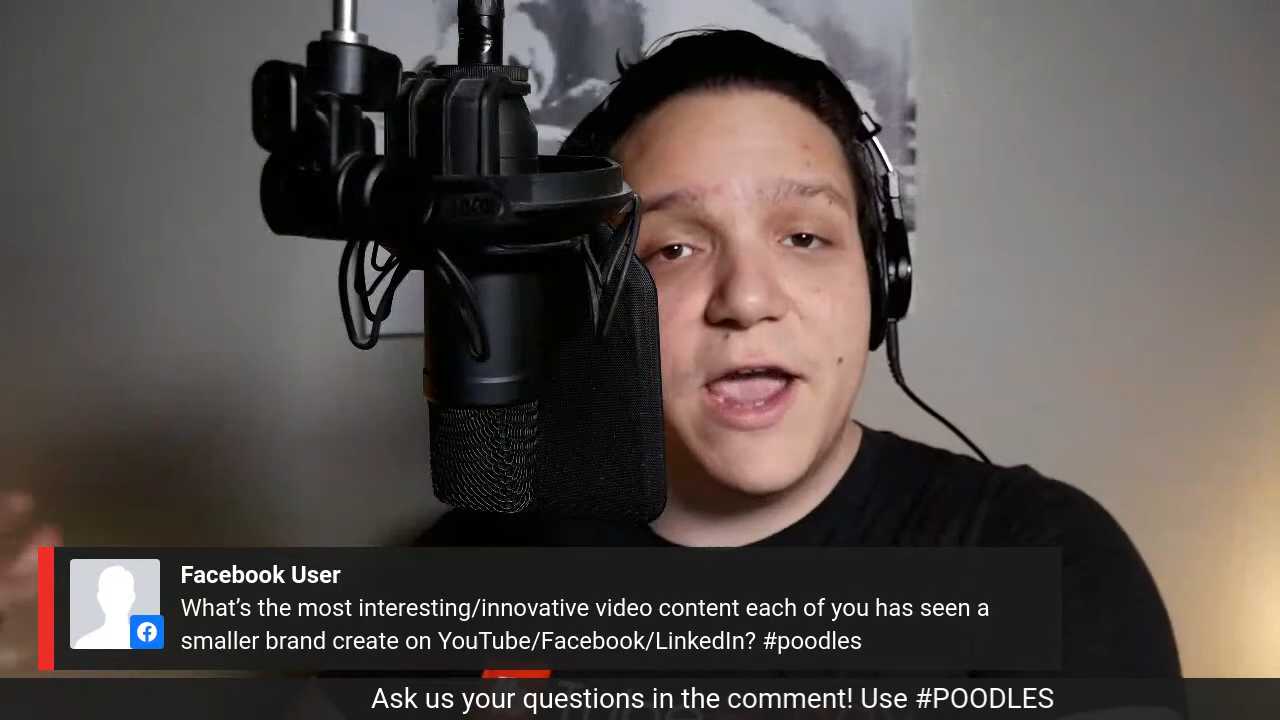 Facebook User
What’s the most interesting/innovative video content each of you has seen a
smaller brand create on YouTube/Facebook/LinkedIn? #poodles
Ask us your questions in the comment! Use #POODLES